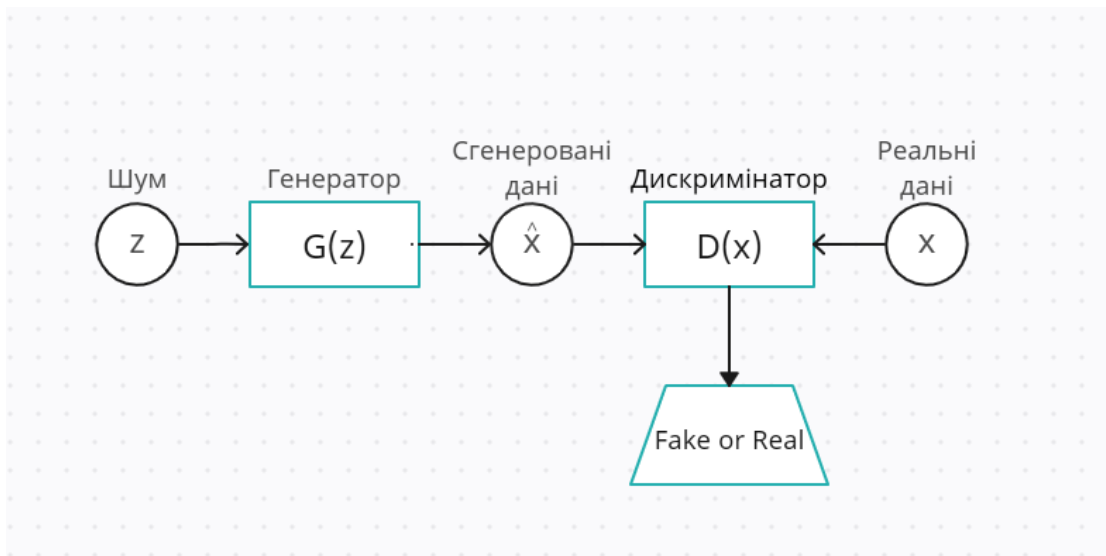 Шум
Генератор
Сгенеровані
дані
Дискримінатор
Реальні
дані
z
G(z)
x̂
D(x)
x
Fake or Real